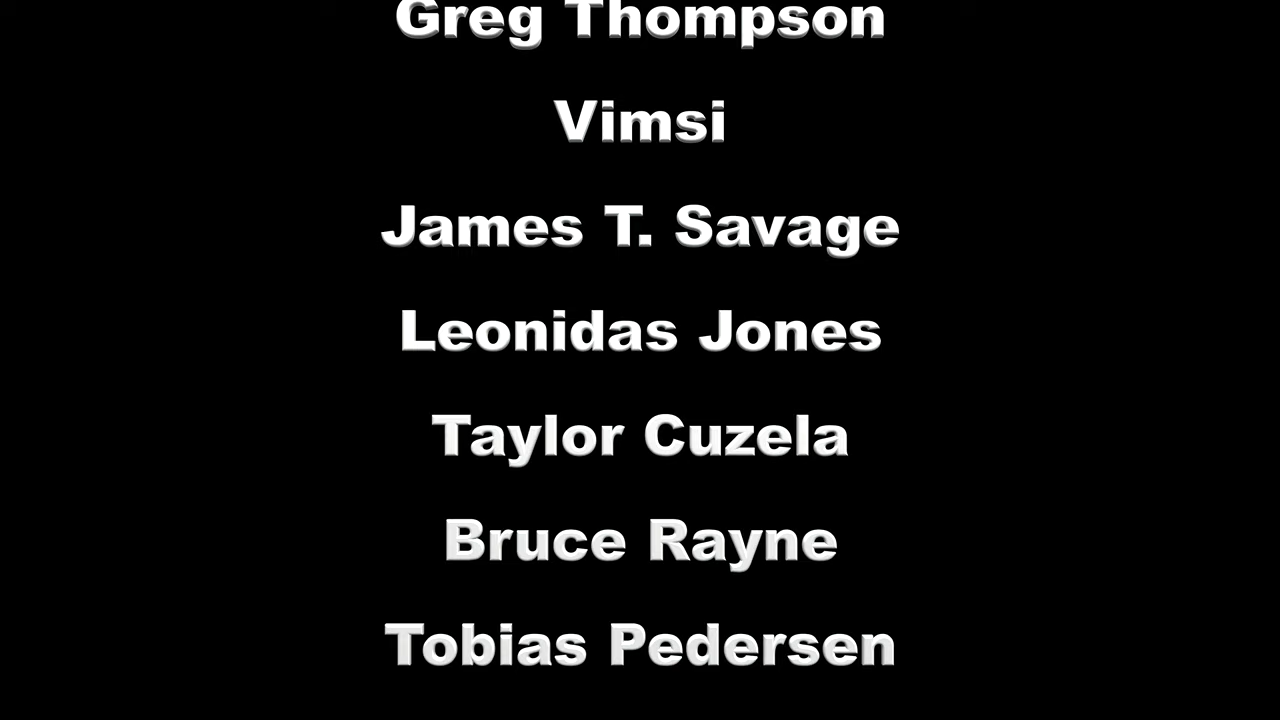 Greg Thompson
Vimsi
James T. Savage
Leonidas Jones
Taylor Cuzela
Bruce Rayne
Tobias Pedersen